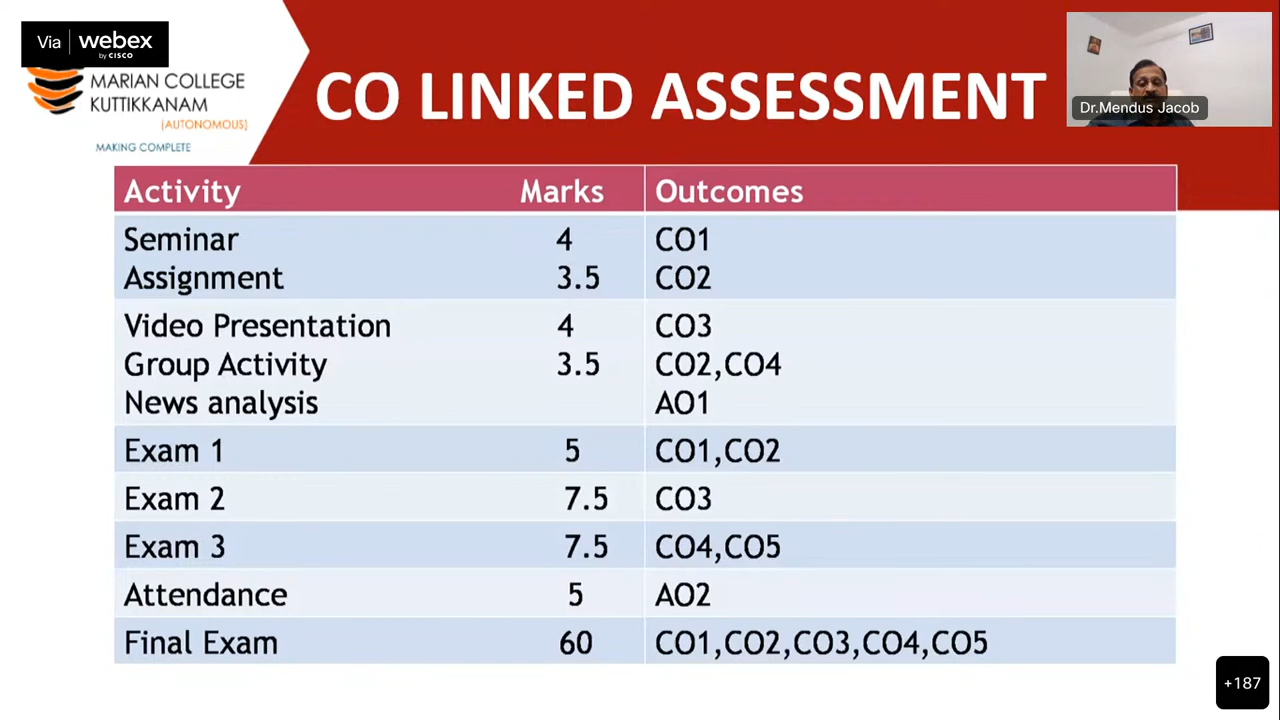 Via webex
by CISCO
MARIAN COLLEGE
KUTTIKKANAM
(AUTONOMOUS)
MAKING COMPLETE
CO LINKED ASSESSMENT
Dr.Mendus Jacob
Activity Marks Outcomes
Seminar 4 CO1
Assignment 3.5 CO2
Video Presentation 4 CO3
Group Activity 3.5 CO2,CO4
News analysis AO1
Exam 1 5 CO1,CO2
Exam 2 7.5 CO3
Exam 3 7.5 CO4,CO5
Attendance 5 AO2
Final Exam 60 CO1,CO2,CO3,CO4,CO5
+187